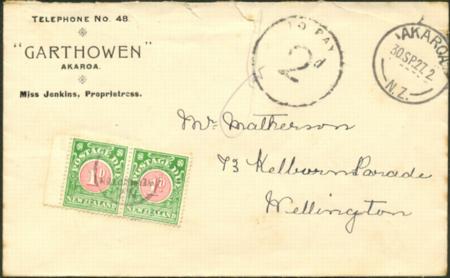 TELEPHONE NO. 48
"GARTHOWEN"
AKAROA.
Miss Jenkins, Proprietress.
TO PAY
2d
AKAROA
30 SP 27 2
N.Z.
Mr Matherson
73 Kelburn Parade
Wellington
POSTAGE DUE
1D
NEW ZEALAND
POSTAGE DUE
1D
NEW ZEALAND